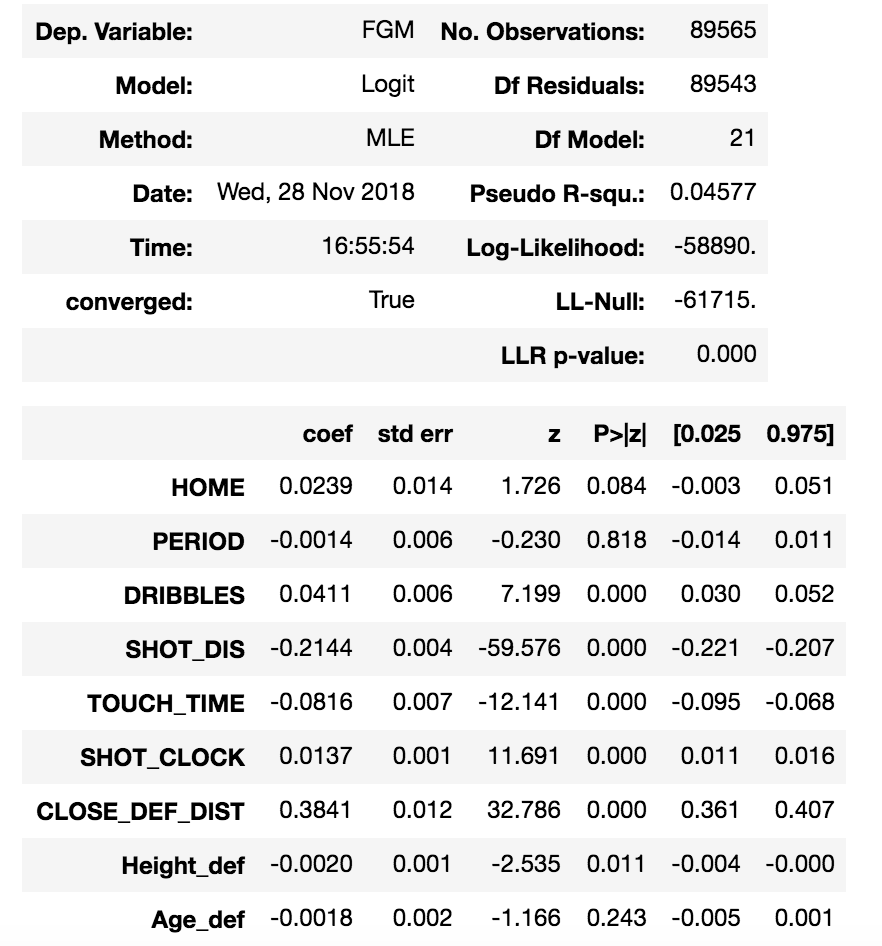 Dep. Variable: FGM No. Observations: 89565
Model: Logit Df Residuals: 89543
Method: MLE Df Model: 21
Date: Wed, 28 Nov 2018 Pseudo R-squ.: 0.04577
Time: 16:55:54 Log-Likelihood: -58890.
converged: True LL-Null: -61715.
LLR p-value: 0.000
coef std err z P>|z| [0.025 0.975]
HOME 0.0239 0.014 1.726 0.084 -0.003 0.051
PERIOD -0.0014 0.006 -0.230 0.818 -0.014 0.011
DRIBBLES 0.0411 0.006 7.199 0.000 0.030 0.052
SHOT_DIS -0.2144 0.004 -59.576 0.000 -0.221 -0.207
TOUCH_TIME -0.0816 0.007 -12.141 0.000 -0.095 -0.068
SHOT_CLOCK 0.0137 0.001 11.691 0.000 0.011 0.016
CLOSE_DEF_DIST 0.3841 0.012 32.786 0.000 0.361 0.407
Height_def -0.0020 0.001 -2.535 0.011 -0.004 -0.000
Age_def -0.0018 0.002 -1.166 0.243 -0.005 0.001